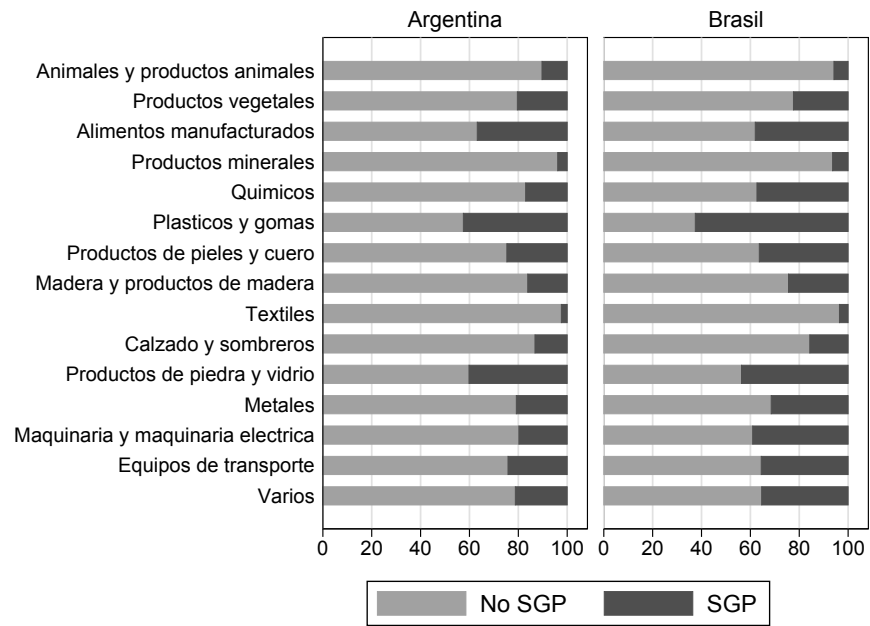 Argentina
Brasil
Animales y productos animales
Productos vegetales
Alimentos manufacturados
Productos minerales
Quimicos
Plasticos y gomas
Productos de pieles y cuero
Madera y productos de madera
Textiles
Calzado y sombreros
Productos de piedra y vidrio
Metales
Maquinaria y maquinaria electrica
Equipos de transporte
Varios
0 20 40 60 80 100
0 20 40 60 80 100
No SGP
SGP